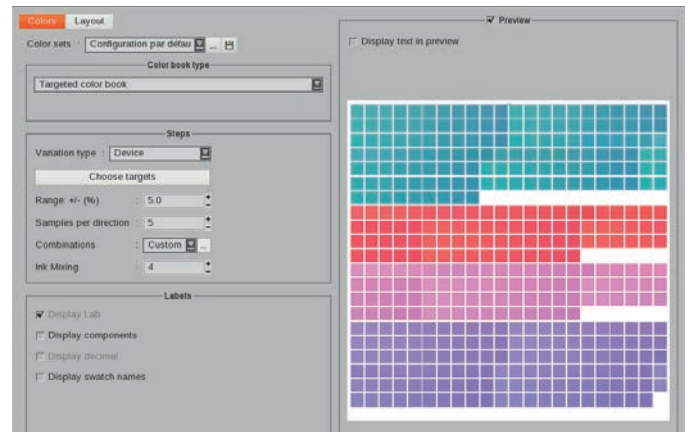 Colors Layout
Color sets : Configuration par défau ...
Color book type
Targeted color book
Steps
Variation type : Device
Choose targets
Range: +/- (%) : 5.0
Samples per direction : 5
Combinations : Custom ...
Ink Mixing : 4
Labels
Display Lab
Display components
Display decimal
Display swatch names
Preview
Display text in preview